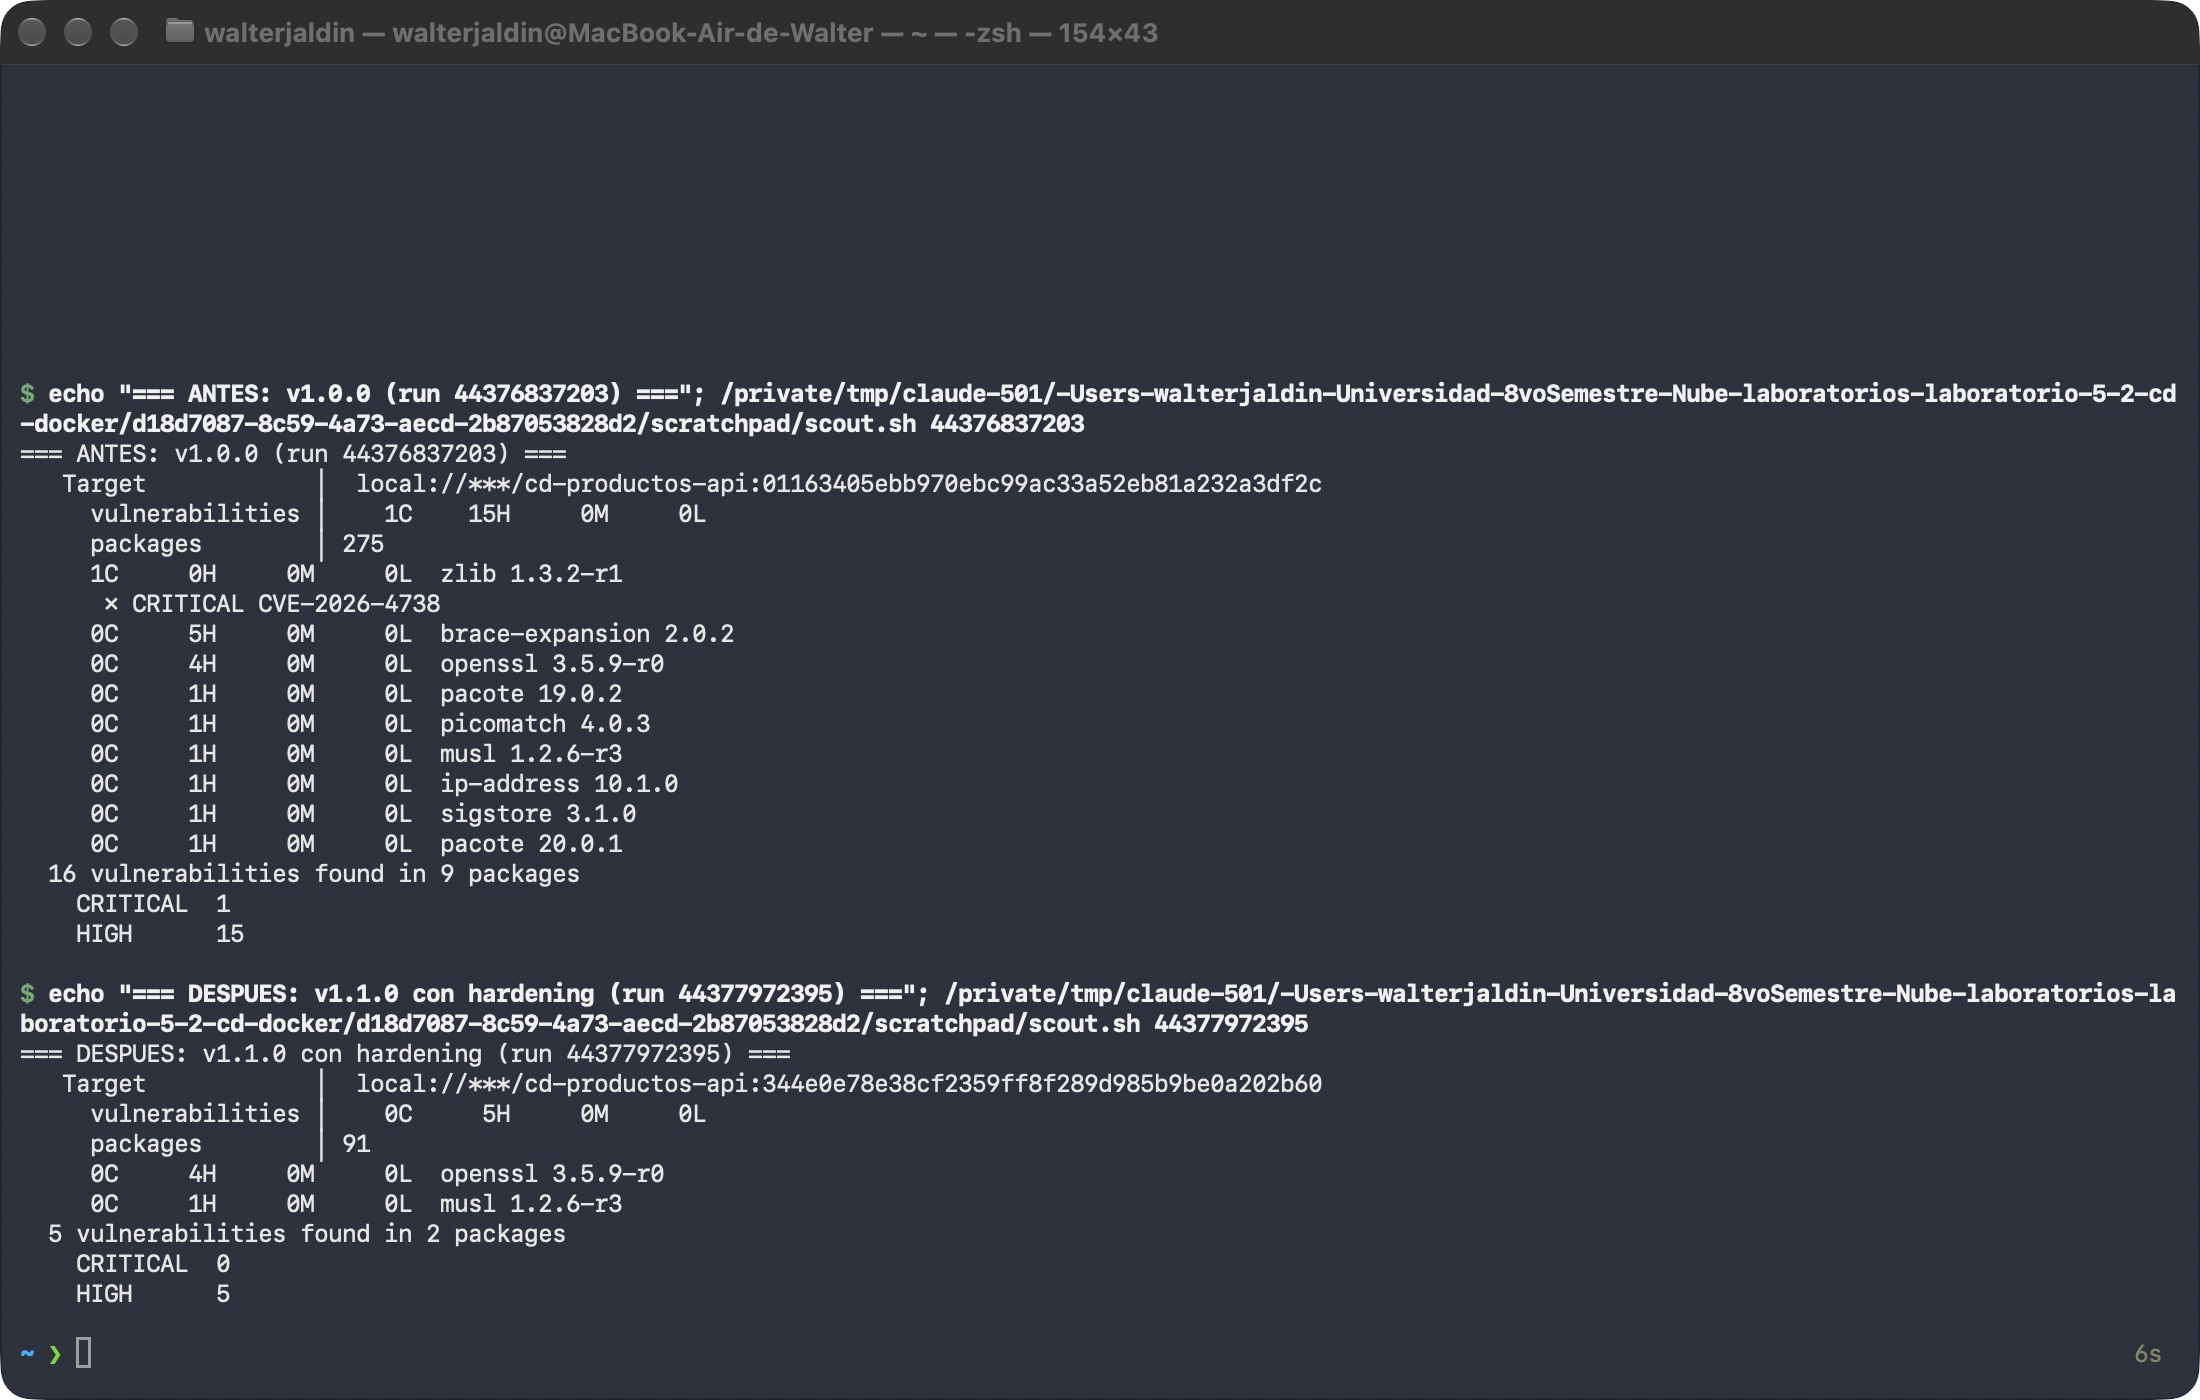 walterjaldin — walterjaldin@MacBook-Air-de-Walter — ~ — -zsh — 154×43
$ echo "=== ANTES: v1.0.0 (run 44376837203) ==="; /private/tmp/claude-501/-Users-walterjaldin-Universidad-8voSemestre-Nube-laboratorios-laboratorio-5-2-cd
-docker/d18d7087-8c59-4a73-aecd-2b87053828d2/scratchpad/scout.sh 44376837203
=== ANTES: v1.0.0 (run 44376837203) ===
Target │ local://***/cd-productos-api:01163405ebb970ebc99ac33a52eb81a232a3df2c
vulnerabilities │ 1C 15H 0M 0L
packages │ 275
1C 0H 0M 0L zlib 1.3.2-r1
× CRITICAL CVE-2026-4738
0C 5H 0M 0L brace-expansion 2.0.2
0C 4H 0M 0L openssl 3.5.9-r0
0C 1H 0M 0L pacote 19.0.2
0C 1H 0M 0L picomatch 4.0.3
0C 1H 0M 0L musl 1.2.6-r3
0C 1H 0M 0L ip-address 10.1.0
0C 1H 0M 0L sigstore 3.1.0
0C 1H 0M 0L pacote 20.0.1
16 vulnerabilities found in 9 packages
CRITICAL 1
HIGH 15
$ echo "=== DESPUES: v1.1.0 con hardening (run 44377972395) ==="; /private/tmp/claude-501/-Users-walterjaldin-Universidad-8voSemestre-Nube-laboratorios-la
boratorio-5-2-cd-docker/d18d7087-8c59-4a73-aecd-2b87053828d2/scratchpad/scout.sh 44377972395
=== DESPUES: v1.1.0 con hardening (run 44377972395) ===
Target │ local://***/cd-productos-api:344e0e78e38cf2359ff8f289d985b9be0a202b60
vulnerabilities │ 0C 5H 0M 0L
packages │ 91
0C 4H 0M 0L openssl 3.5.9-r0
0C 1H 0M 0L musl 1.2.6-r3
5 vulnerabilities found in 2 packages
CRITICAL 0
HIGH 5
~ ❯ 6s